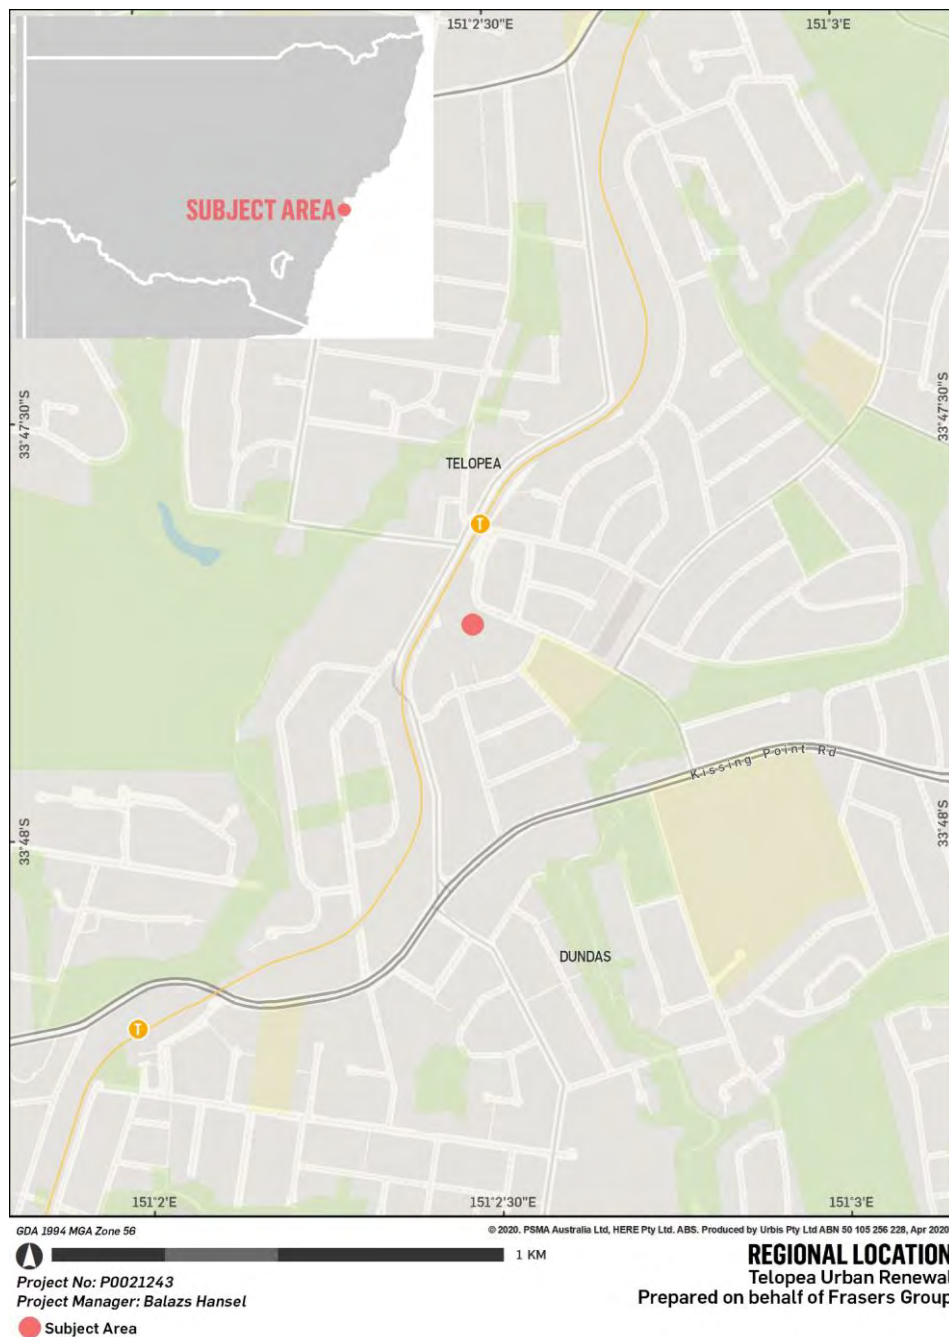 151°2'30"E
151°3'E
SUBJECT AREA
33°47'30"S
33°47'30"S
TELOPEA
T
Kissing Point Rd
33°48'S
33°48'S
DUNDAS
T
151°2'E
151°2'30"E
151°3'E
GDA 1994 MGA Zone 56
© 2020. PSMA Australia Ltd, HERE Pty Ltd. ABS. Produced by Urbis Pty Ltd ABN 50 105 256 228, Apr 2020
1 KM
REGIONAL LOCATION
Project No: P0021243
Telopea Urban Renewal
Project Manager: Balazs Hansel
Prepared on behalf of Frasers Group
Subject Area